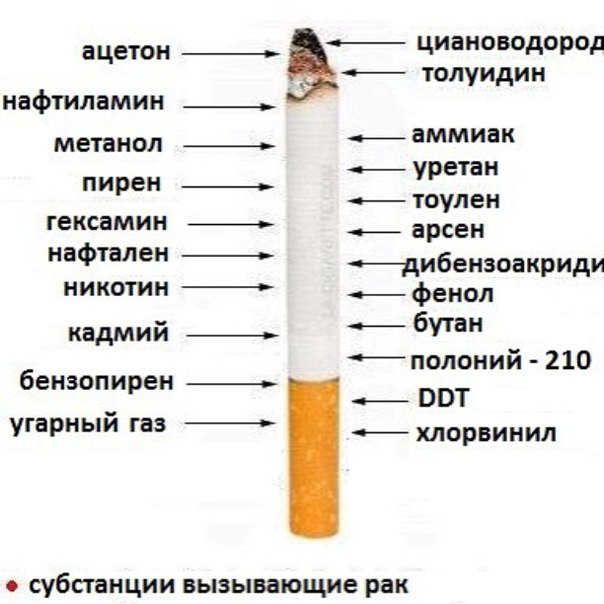 ацетон
нафтиламин
метанол
пирен
гексамин
нафтален
никотин
кадмий
бензопирен
угарный газ
циановодород
толуидин
аммиак
уретан
тоулен
арсен
дибензоакриди
фенол
бутан
полоний - 210
DDT
хлорвинил
• субстанции вызывающие рак